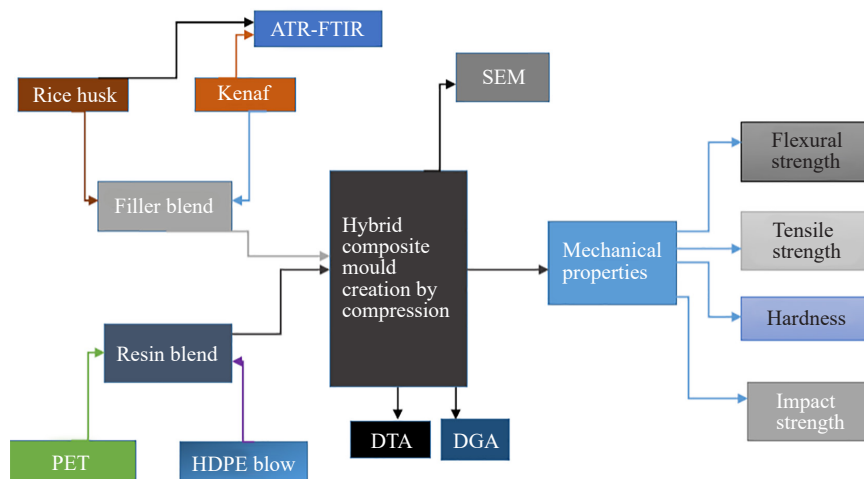 ATR-FTIR
Rice husk
Kenaf
SEM
Filler blend
Flexural
strength
Hybrid
composite
mould
creation by
compression
Mechanical
properties
Tensile
strength
Resin blend
Hardness
PET
HDPE blow
DTA
DGA
Impact
strength